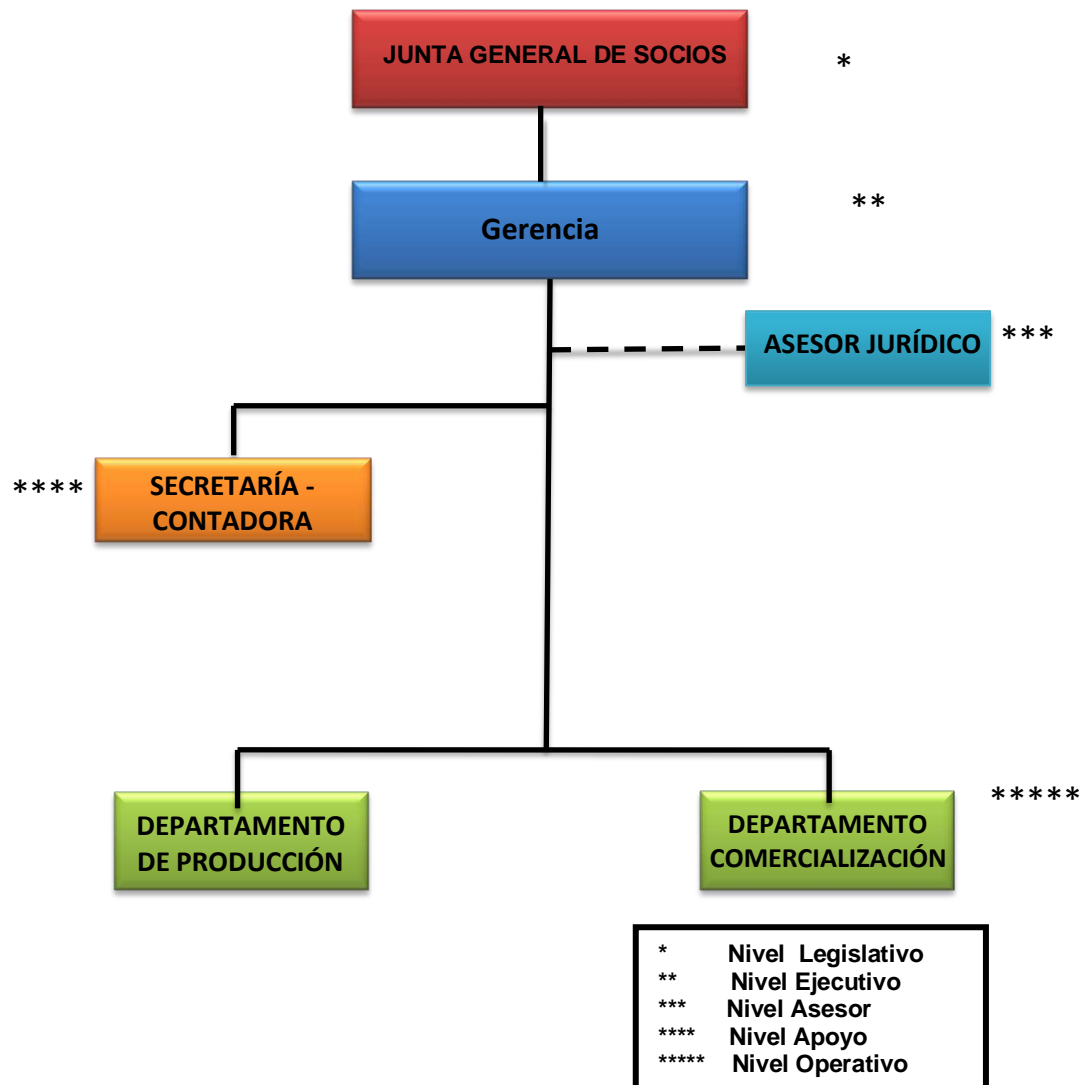 JUNTA GENERAL DE SOCIOS
*
Gerencia
**
ASESOR JURÍDICO
***
****
SECRETARÍA -
CONTADORA
DEPARTAMENTO
DE PRODUCCIÓN
DEPARTAMENTO
COMERCIALIZACIÓN
*****
* Nivel Legislativo
** Nivel Ejecutivo
*** Nivel Asesor
**** Nivel Apoyo
***** Nivel Operativo